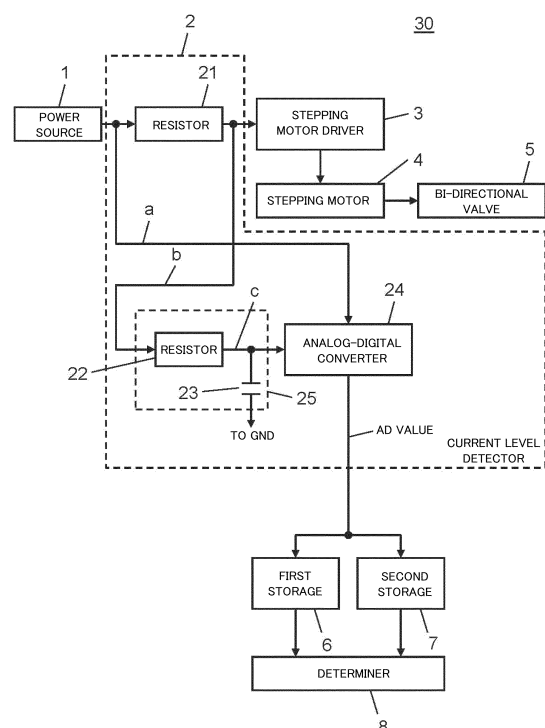 30
2
1
21
POWER
SOURCE
RESISTOR
STEPPING
MOTOR DRIVER
3
4
5
STEPPING MOTOR
BI-DIRECTIONAL
VALVE
a
b
c
24
RESISTOR
ANALOG-DIGITAL
CONVERTER
22
23
25
TO GND
AD VALUE
CURRENT LEVEL
DETECTOR
FIRST
STORAGE
SECOND
STORAGE
6
7
DETERMINER
8